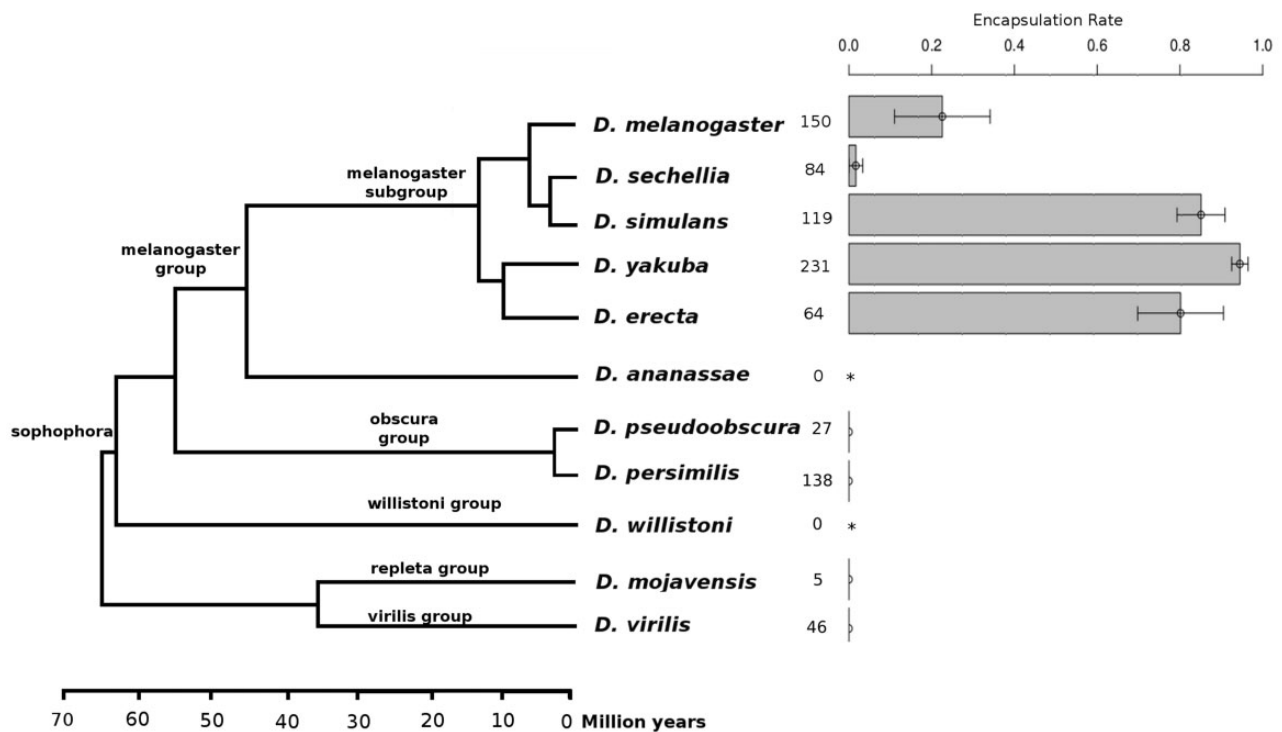 Encapsulation Rate
0.0 0.2 0.4 0.6 0.8 1.0
D. melanogaster 150
melanogaster
subgroup
D. sechellia 84
D. simulans 119
melanogaster
group
D. yakuba 231
D. erecta 64
D. ananassae 0 *
sophophora
obscura
group
D. pseudoobscura 27
D. persimilis 138
willistoni group
D. willistoni 0 *
repleta group
D. mojavensis 5
virilis group
D. virilis 46
70 60 50 40 30 20 10 0 Million years